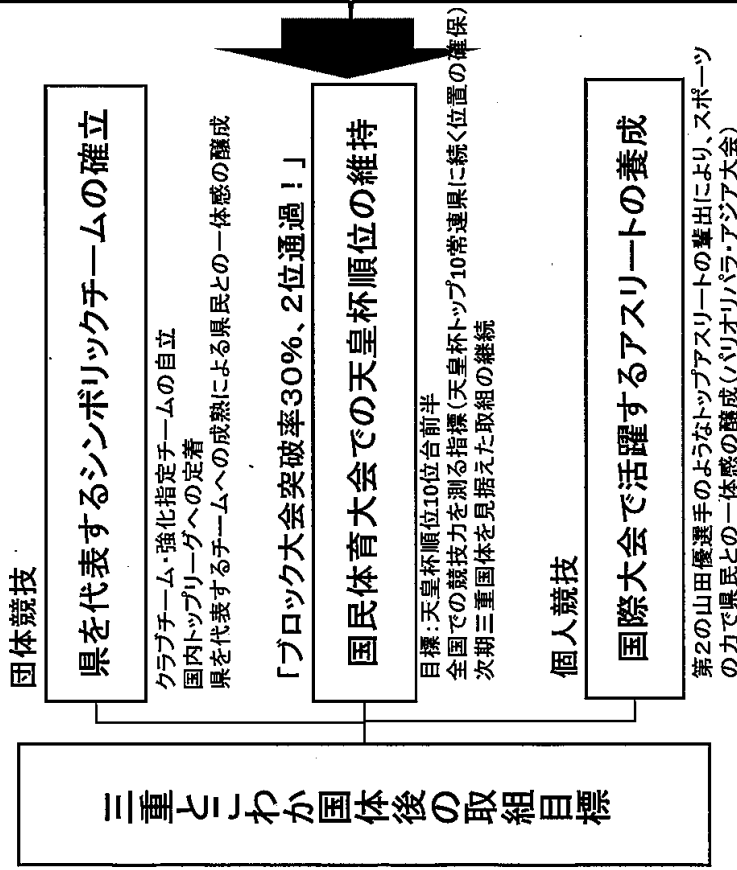 三重とこわか国体後の取組目標
団体競技
県を代表するシンボリックチームの確立
クラブチーム・強化指定チームの自立
国内トップリーグへの定着
県を代表するチームへの成熟による県民との一体感の醸成
「ブロック大会突破率30%、2位通過！」
国民体育大会での天皇杯順位の維持
目標:天皇杯順位10位台前半
全国での競技力を測る指標(天皇杯トップ10常連県に続く位置の確保)
次期三重国体を見据えた取組の継続
個人競技
国際大会で活躍するアスリートの養成
第2の山田優選手のようなトップアスリートの輩出により、スポーツ
の力で県民との一体感の醸成(パリオリパラ・アジア大会)